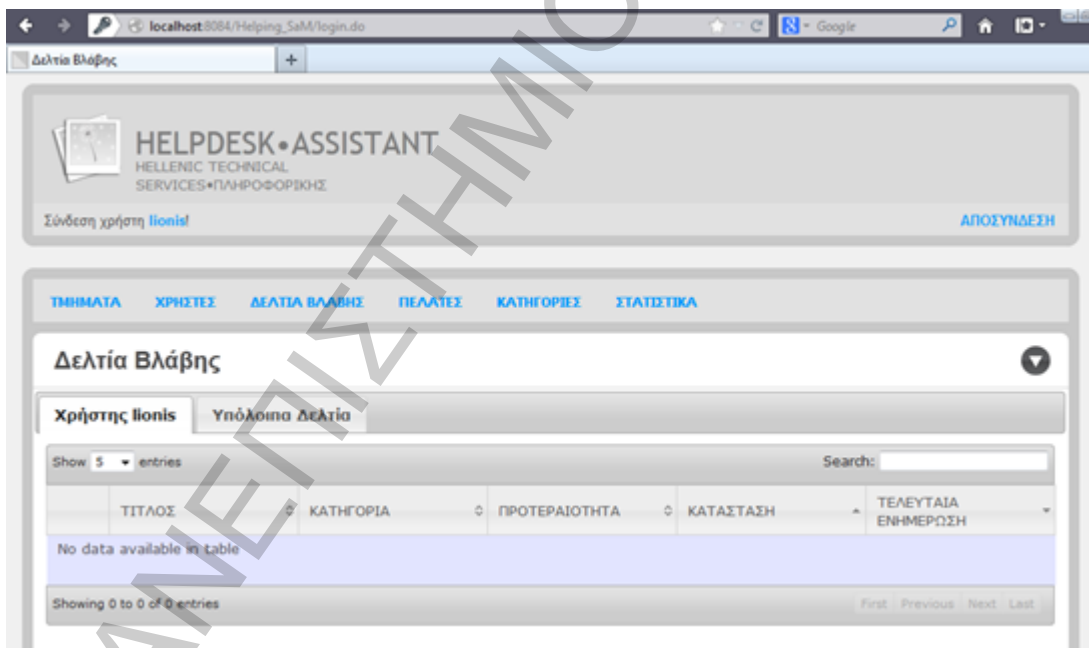 localhost:8084/Helping_SaM/login.do
Google
Δελτία Βλάβης
HELPDESK•ASSISTANT
HELLENIC TECHNICAL
SERVICES•ΠΛΗΡΟΦΟΡΙΚΗΣ
Σύνδεση χρήστη lionis!
ΑΠΟΣΥΝΔΕΣΗ
ΤΜΗΜΑΤΑ ΧΡΗΣΤΕΣ ΔΕΛΤΙΑ ΒΛΑΒΗΣ ΠΕΛΑΤΕΣ ΚΑΤΗΓΟΡΙΕΣ ΣΤΑΤΙΣΤΙΚΑ
Δελτία Βλάβης
Χρήστης lionis Υπόλοιπα Δελτία
Show 5 entries Search:
ΤΙΤΛΟΣ ΚΑΤΗΓΟΡΙΑ ΠΡΟΤΕΡΑΙΟΤΗΤΑ ΚΑΤΑΣΤΑΣΗ ΤΕΛΕΥΤΑΙΑ
ΕΝΗΜΕΡΩΣΗ
No data available in table
Showing 0 to 0 of 0 entries First Previous Next Last
ΑΝΕΠΙΣΤΗΜΙΟ